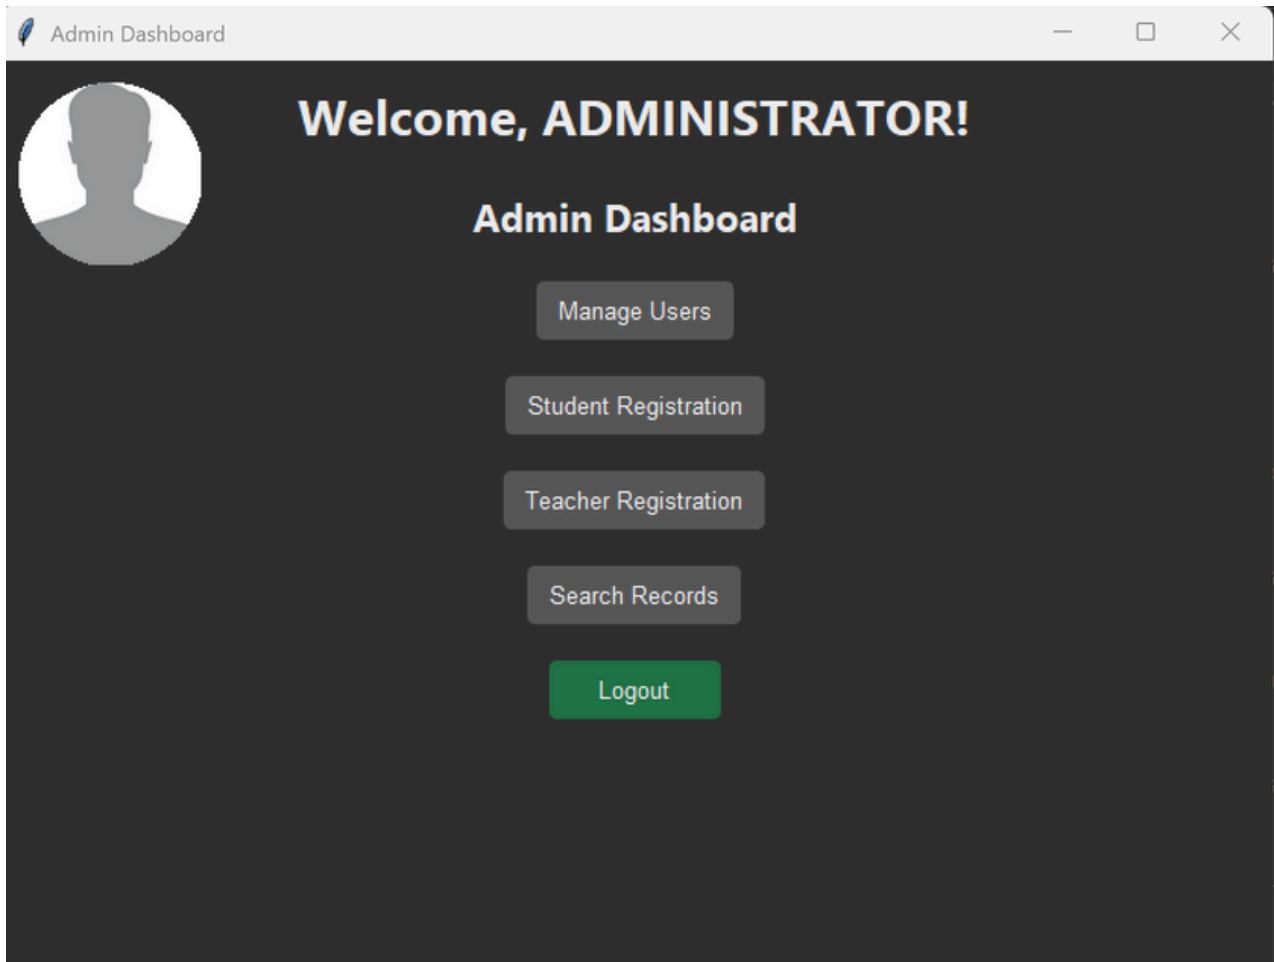 Admin Dashboard
Welcome, ADMINISTRATOR!
Admin Dashboard
Manage Users
Student Registration
Teacher Registration
Search Records
Logout